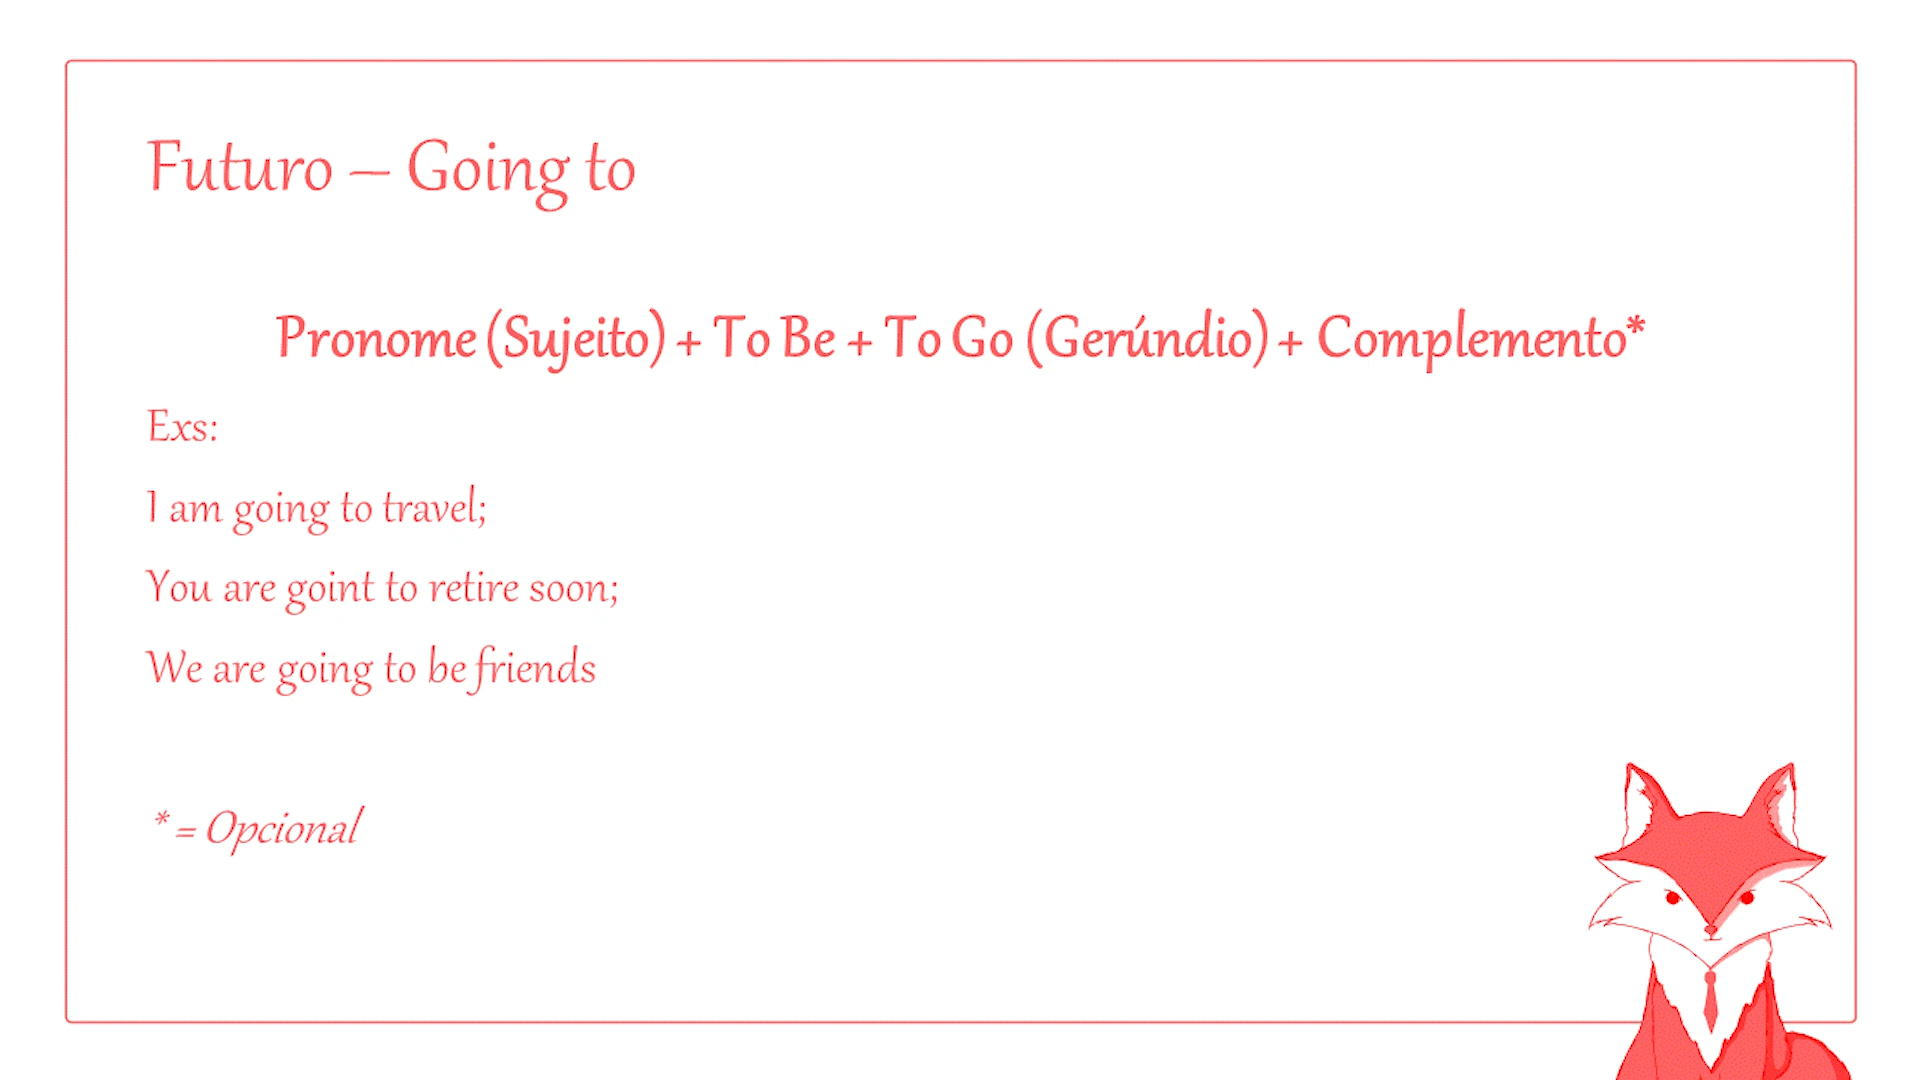 Futuro – Going to
Pronome (Sujeito) + To Be + To Go (Gerúndio) + Complemento*
Exs:
I am going to travel;
You are goint to retire soon;
We are going to be friends
* = Opcional